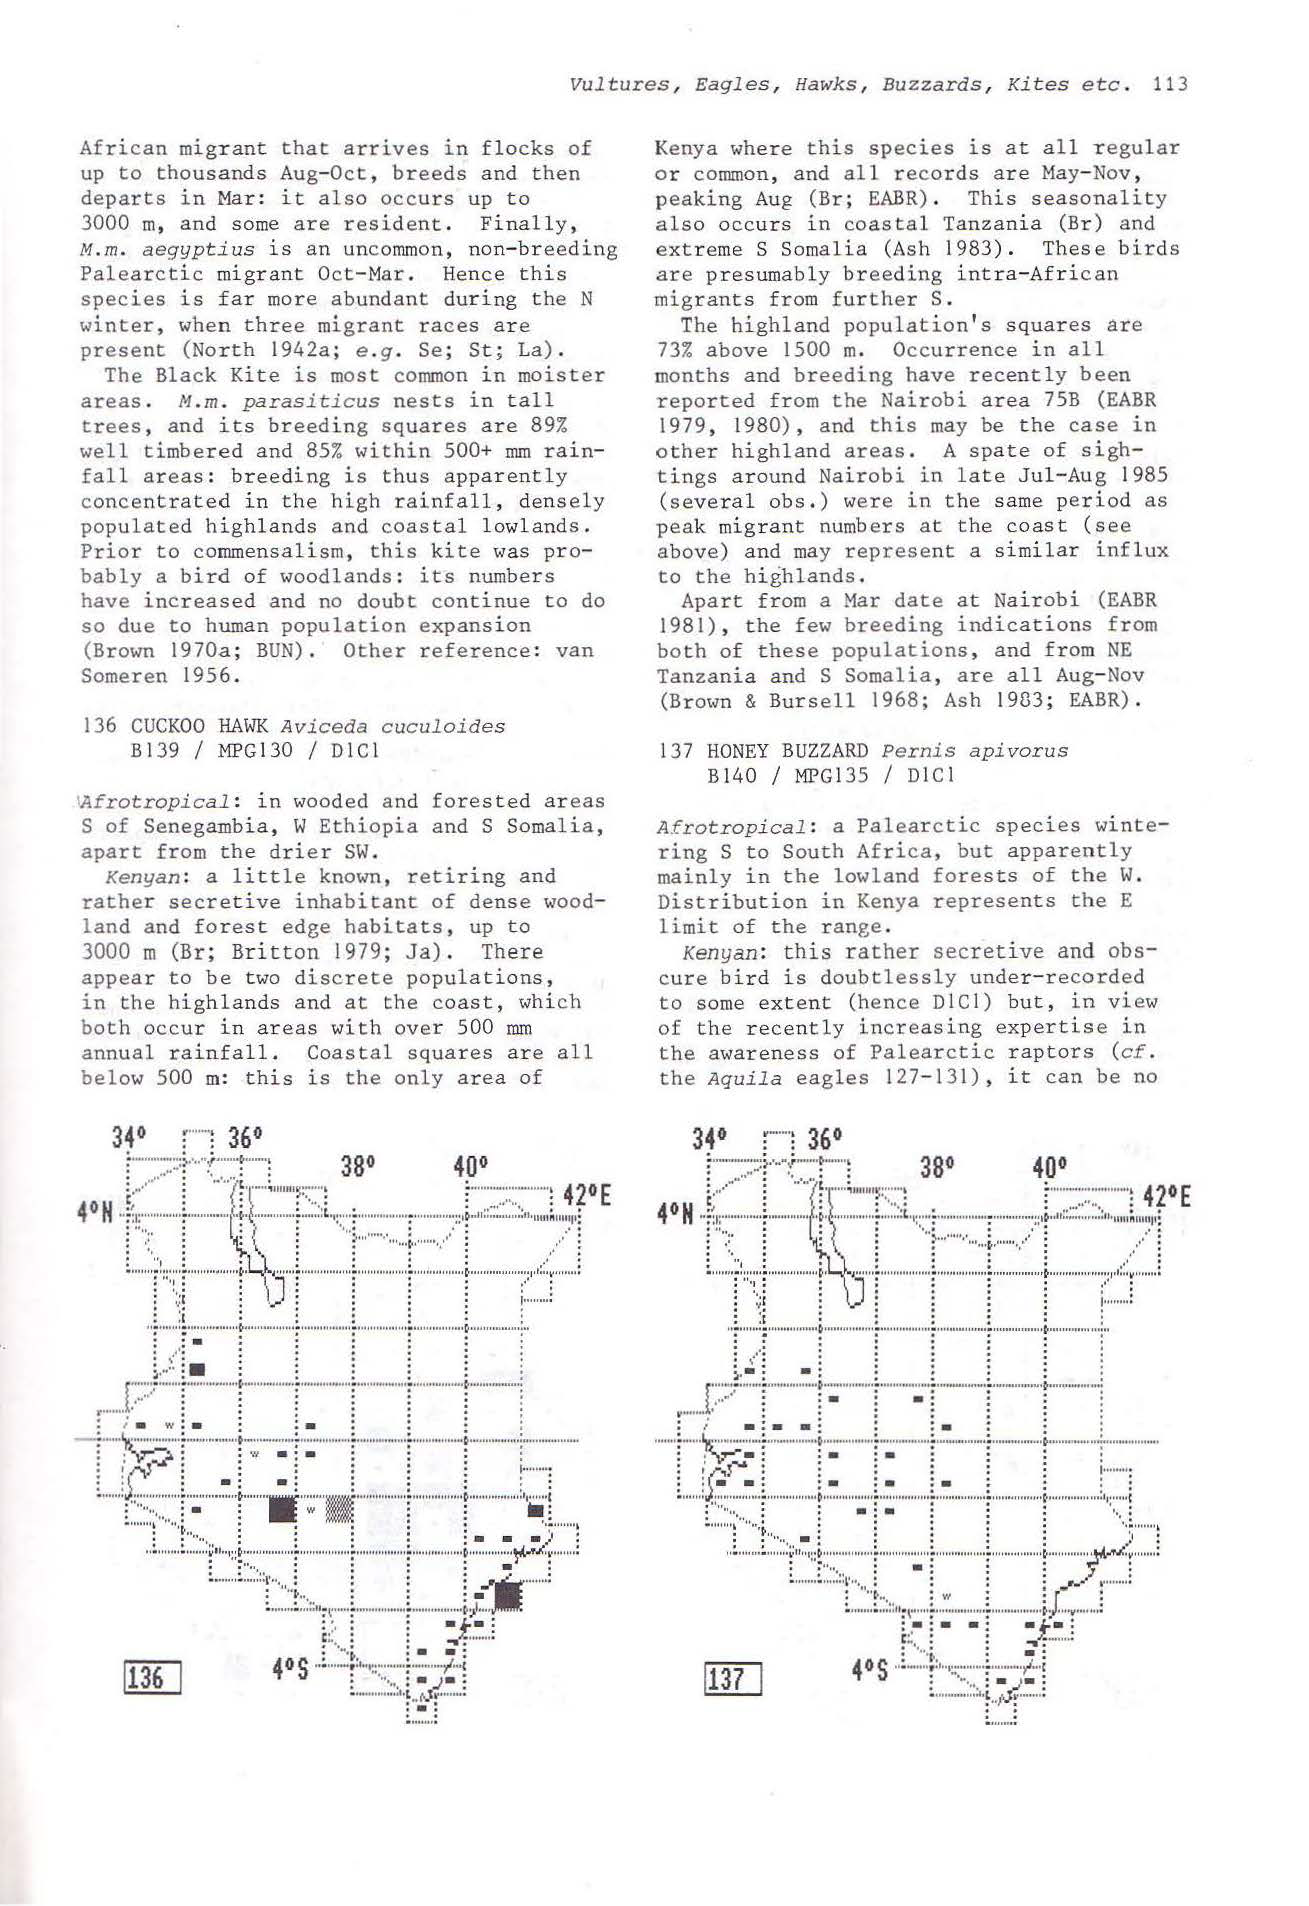 Vultures, Eagles, Hawks, Buzzards, Kites etc. 113
African migrant that arrives in flocks of
up to thousands Aug-Oct, breeds and then
departs in Mar: it also occurs up to
3000 m, and some are resident. Finally,
M.m. aegyptius is an uncommon, non-breeding
Palearctic migrant Oct-Mar. Hence this
species is far more abundant during the N
winter, when three migrant races are
present (North 1942a; e.g. Se; St; La).
The Black Kite is most common in moister
areas. M.m. parasiticus nests in tall
trees, and its breeding squares are 89%
well timbered and 85% within 500+ mm rain-
fall areas: breeding is thus apparently
concentrated in the high rainfall, densely
populated highlands and coastal lowlands.
Prior to commensalism, this kite was pro-
bably a bird of woodlands: its numbers
have increased and no doubt continue to do
so due to human population expansion
(Brown 1970a; BUN). Other reference: van
Someren 1956.
136 CUCKOO HAWK Aviceda cuculoides
B139 / MPG130 / D1C1
Afrotropical: in wooded and forested areas
S of Senegambia, W Ethiopia and S Somalia,
apart from the drier SW.
Kenyan: a little known, retiring and
rather secretive inhabitant of dense wood-
land and forest edge habitats, up to
3000 m (Br; Britton 1979; Ja). There
appear to be two discrete populations,
in the highlands and at the coast, which
both occur in areas with over 500 mm
annual rainfall. Coastal squares are all
below 500 m: this is the only area of
Kenya where this species is at all regular
or common, and all records are May-Nov,
peaking Aug (Br; EABR). This seasonality
also occurs in coastal Tanzania (Br) and
extreme S Somalia (Ash 1983). These birds
are presumably breeding intra-African
migrants from further S.
The highland population's squares are
73% above 1500 m. Occurrence in all
months and breeding have recently been
reported from the Nairobi area 75B (EABR
1979, 1980), and this may be the case in
other highland areas. A spate of sigh-
tings around Nairobi in late Jul-Aug 1985
(several obs.) were in the same period as
peak migrant numbers at the coast (see
above) and may represent a similar influx
to the highlands.
Apart from a Mar date at Nairobi (EABR
1981), the few breeding indications from
both of these populations, and from NE
Tanzania and S Somalia, are all Aug-Nov
(Brown & Bursell 1968; Ash 1983; EABR).
137 HONEY BUZZARD Pernis apivorus
B140 / MPG135 / D1C1
Afrotropical: a Palearctic species winte-
ring S to South Africa, but apparently
mainly in the lowland forests of the W.
Distribution in Kenya represents the E
limit of the range.
Kenyan: this rather secretive and obs-
cure bird is doubtlessly under-recorded
to some extent (hence D1C1) but, in view
of the recently increasing expertise in
the awareness of Palearctic raptors (cf.
the Aquila eagles 127-131), it can be no
34° 36°
38° 40°
42°E
4°N
w
w
w
4°S
136
34° 36°
38° 40°
42°E
4°N
w
4°S
137